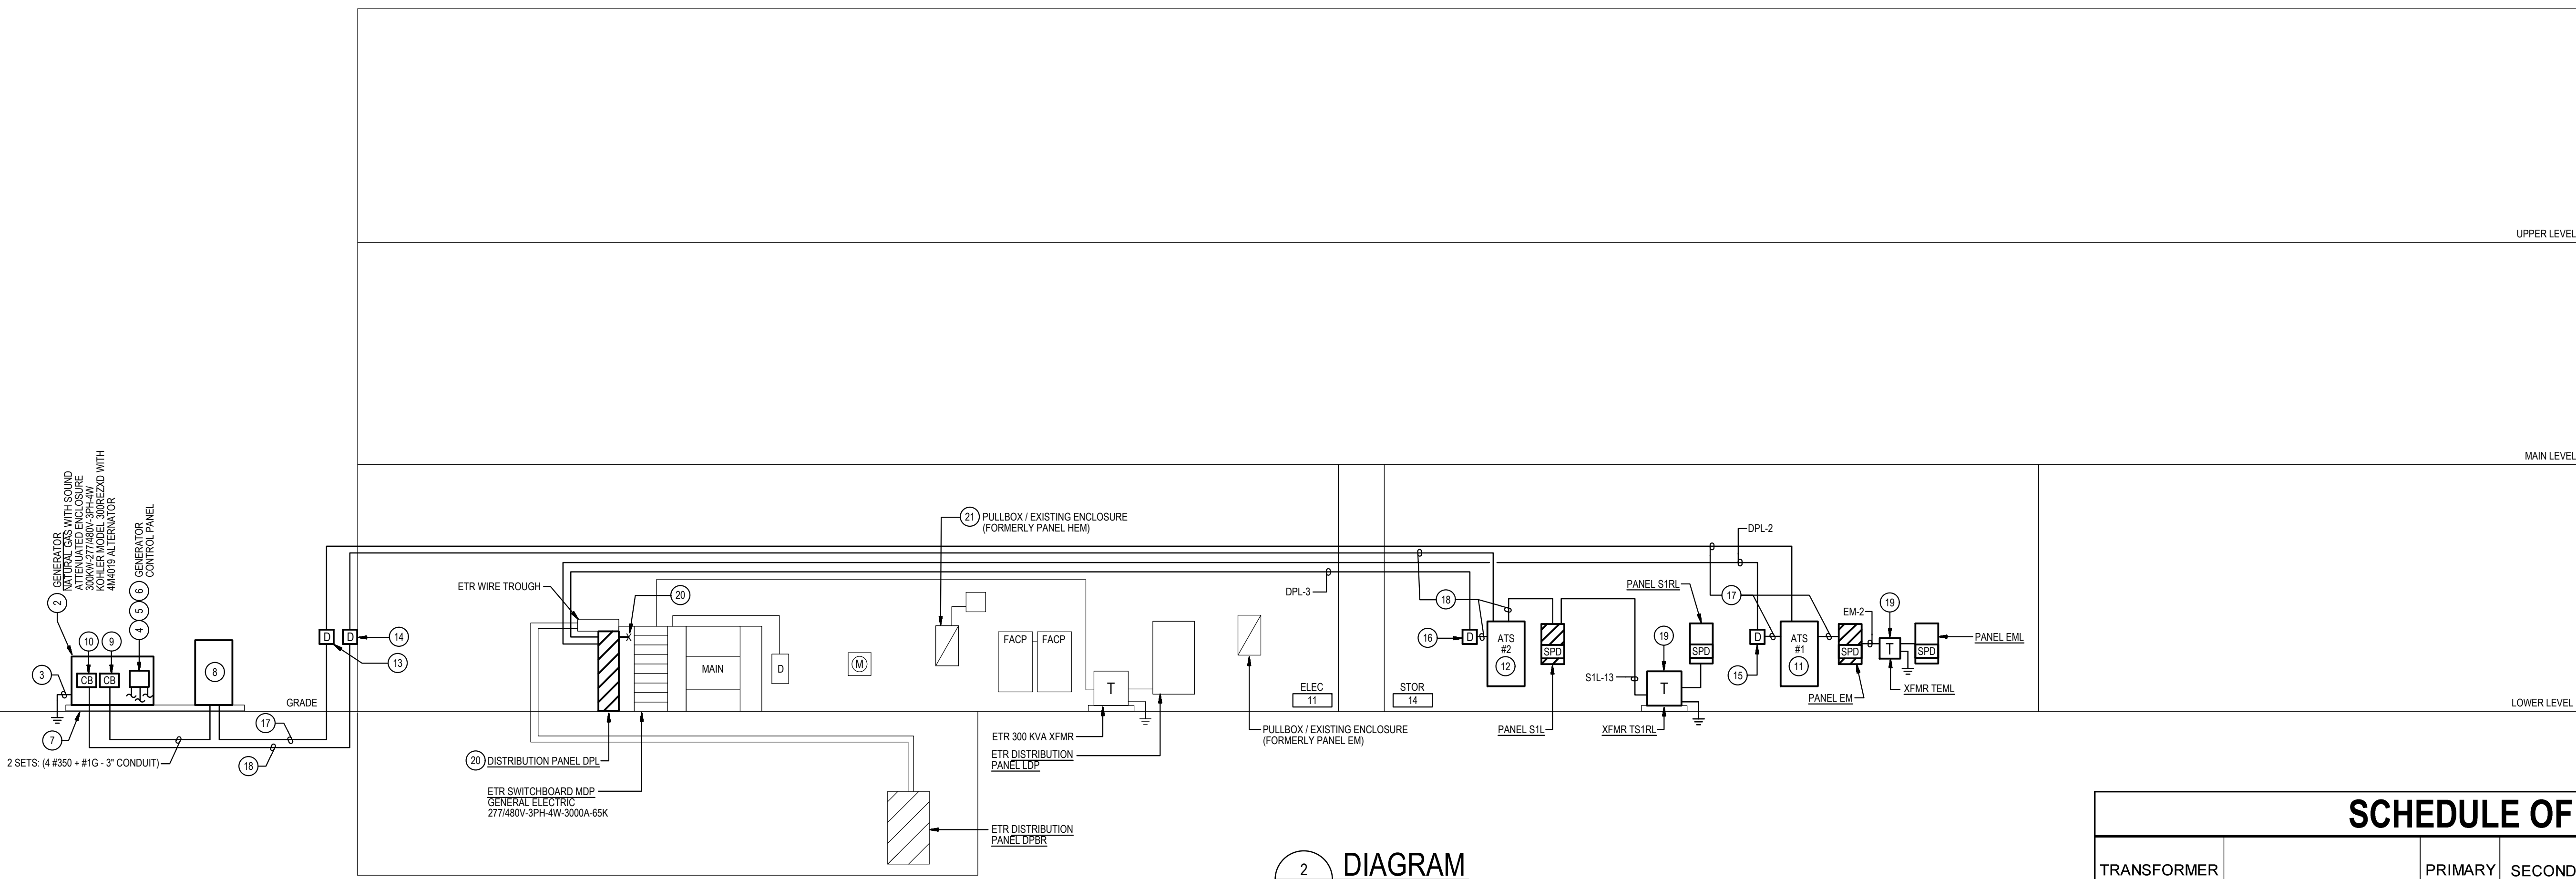 UPPER LEVEL
MAIN LEVEL
GENERATOR
NATURAL GAS WITH SOUND
ATTENUATED ENCLOSURE
300KW-277/480V-3PH-4W
KOHLER MODEL 300REZXD WITH
4M4019 ALTERNATOR
2
GENERATOR
CONTROL PANEL
6
5
4
10
9
CB
CB
3
7
8
2 SETS: (4 #350 + #1G - 3" CONDUIT)
17
18
GRADE
D
D
14
13
ETR WIRE TROUGH
20
MAIN
D
M
20
DISTRIBUTION PANEL DPL
ETR SWITCHBOARD MDP
GENERAL ELECTRIC
277/480V-3PH-4W-3000A-65K
21
PULLBOX / EXISTING ENCLOSURE
(FORMERLY PANEL HEM)
FACP
FACP
T
ETR 300 KVA XFMR
ETR DISTRIBUTION
PANEL LDP
ETR DISTRIBUTION
PANEL DPBR
PULLBOX / EXISTING ENCLOSURE
(FORMERLY PANEL EM)
DPL-3
ELEC
11
STOR
14
18
16
D
ATS
#2
12
SPD
PANEL S1L
S1L-13
19
T
XFMR TS1RL
PANEL S1RL
SPD
DPL-2
17
15
D
ATS
#1
11
SPD
PANEL EM
EM-2
19
T
XFMR TEML
SPD
PANEL EML
LOWER LEVEL
2
DIAGRAM
SCHEDULE OF
TRANSFORMER
PRIMARY
SECOND